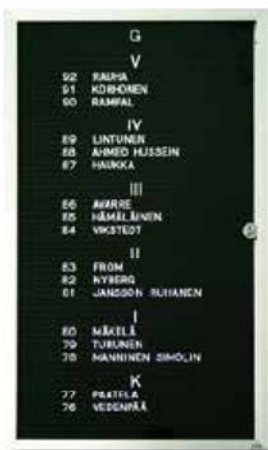 G
V
92 RAUHA
91 KORHONEN
90 RAMPAL
IV
89 LINTUNEN
88 AHMED HUSSEIN
87 HAUKKA
III
86 AVARRE
85 HÄMÄLÄINEN
84 VIKSTEDT
II
83 FROM
82 NYBERG
81 JANSSON RUHANEN
I
80 MÄKELÄ
79 TURUNEN
78 MANNINEN SIMOLIN
K
77 PAATELA
76 VEDENPÄÄ